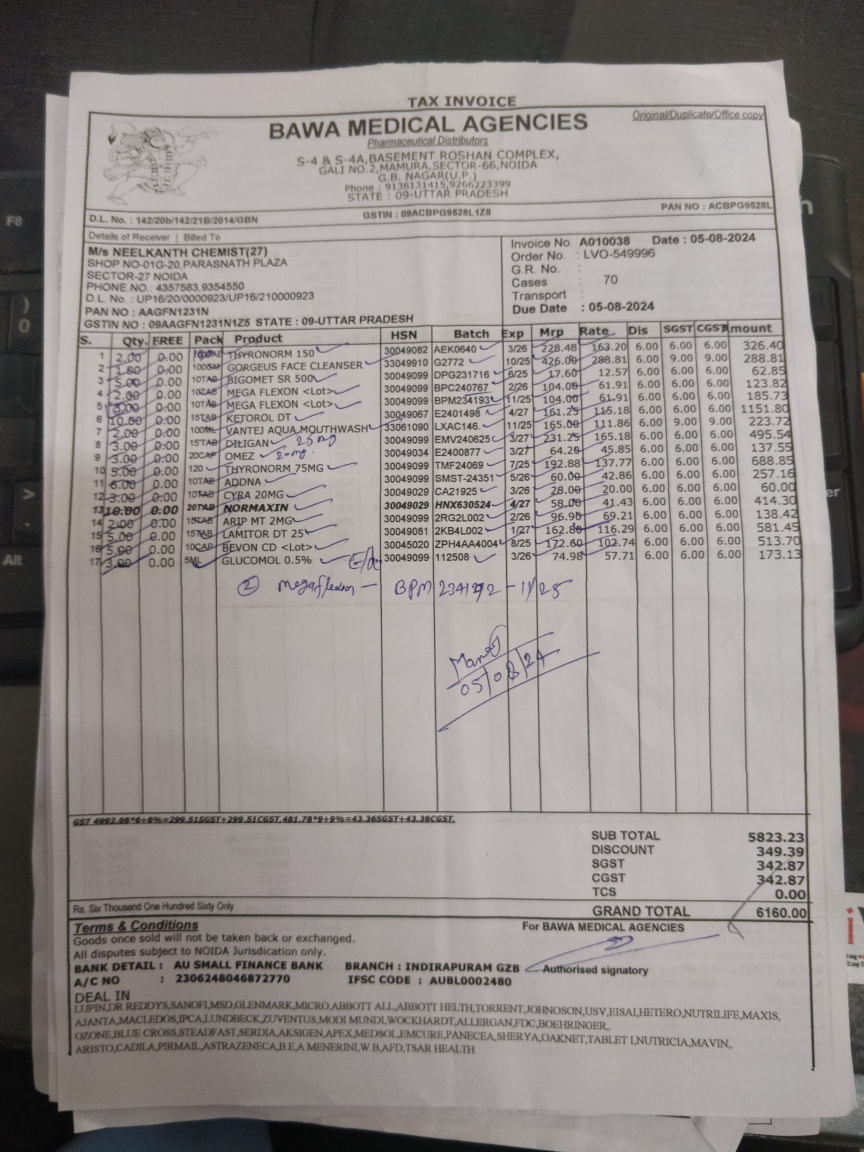 TAX INVOICE
Original/Duplicate/Office copy
BAWA MEDICAL AGENCIES
Pharmaceutical Distributors
S-4 & S-4A,BASEMENT ROSHAN COMPLEX,
GALI NO.2,MAMURA,SECTOR-66,NOIDA
G.B. NAGAR(U.P.)
Phone : 9136131415,9266223399
STATE : 09-UTTAR PRADESH
D.L. No. : 142/20b/142/21B/2014/GBN GSTIN : 09ACBPG9528L1Z8 PAN NO : ACBPG9528L
Details of Receiver | Billed To
M/s NEELKANTH CHEMIST(27)
SHOP NO-01G-20,PARASNATH PLAZA
SECTOR-27 NOIDA
PHONE NO.: 4357583,9354550
D.L. No. : UP16/20/0000923/UP16/210000923
PAN NO : AAGFN1231N
GSTIN NO : 09AAGFN1231N1Z5 STATE : 09-UTTAR PRADESH
Invoice No. A010038 Date : 05-08-2024
Order No. : LVO-549996
G.R. No. :
Cases : 70
Transport :
Due Date : 05-08-2024
S. Qty. FREE Pack Product HSN Batch Exp Mrp Rate Dis SGST CGST Amount
1 2.00 0.00 THYRONORM 150 30049082 AEK0640 3/26 228.48 163.20 6.00 6.00 6.00 326.40
2 1.00 0.00 100GM GORGEUS FACE CLEANSER 33049910 G2772 10/25 426.00 288.81 6.00 9.00 9.00 288.81
3 5.00 0.00 10TAB BIGOMET SR 500 30049099 DPG231716 6/25 17.60 12.57 6.00 6.00 6.00 62.85
4 2.00 0.00 10TAB MEGA FLEXON <Lot> 30049099 BPC240767 2/26 104.00 61.91 6.00 6.00 6.00 123.82
5 3.00 0.00 10TAB MEGA FLEXON <Lot> 30049099 BPM234193 11/25 104.00 61.91 6.00 6.00 6.00 185.73
6 10.00 0.00 15TAB KETOROL DT 30049067 E2401498 4/27 161.25 115.18 6.00 6.00 6.00 1151.80
7 2.00 0.00 100ML VANTEJ AQUA,MOUTHWASH 33061090 LXAC146. 11/25 165.00 111.86 6.00 9.00 9.00 223.72
8 3.00 0.00 15TAB DILIGAN 25 mg 30049099 EMV240625 3/27 231.25 165.18 6.00 6.00 6.00 495.54
9 3.00 0.00 20CAP OMEZ 20mg 30049034 E2400877 3/27 64.29 45.85 6.00 6.00 6.00 137.55
10 5.00 0.00 120 THYRONORM 75MG 30049099 TMF24069 7/25 192.88 137.77 6.00 6.00 6.00 688.85
11 6.00 0.00 10TAB ADDNA 30049099 SMST-24351 5/26 60.00 42.86 6.00 6.00 6.00 257.16
12 3.00 0.00 10TAB CYRA 20MG 30049029 CA21925 3/26 28.00 20.00 6.00 6.00 6.00 60.00
13 10.00 0.00 20TAB NORMAXIN 30049029 HNX630524 4/27 58.00 41.43 6.00 6.00 6.00 414.30
14 2.00 0.00 15TAB ARIP MT 2MG 30049099 2RG2L002 2/26 96.90 69.21 6.00 6.00 6.00 138.42
15 5.00 0.00 15TAB LAMITOR DT 25 30049081 2KB4L002 1/27 162.80 116.29 6.00 6.00 6.00 581.45
16 5.00 0.00 10CAP BEVON CD <Lot> 30045020 ZPH4AA4004 8/25 172.60 102.74 6.00 6.00 6.00 513.70
17 3.00 0.00 5ML GLUCOMOL 0.5% E/d 30049099 112508 3/26 74.98 57.71 6.00 6.00 6.00 173.13
② Megaflexon — BPM 234192 - 11/25
05/08/24
GST 4992.06*6+6%=299.51SGST+299.51CGST,481.78*9+9%=43.36SGST+43.36CGST,
SUB TOTAL 5823.23
DISCOUNT 349.39
SGST 342.87
CGST 342.87
TCS 0.00
Rs. Six Thousand One Hundred Sixty Only
GRAND TOTAL 6160.00
Terms & Conditions
Goods once sold will not be taken back or exchanged.
All disputes subject to NOIDA Jurisdication only.
For BAWA MEDICAL AGENCIES
BANK DETAIL : AU SMALL FINANCE BANK BRANCH : INDIRAPURAM GZB Authorised signatory
A/C NO : 2306248046872770 IFSC CODE : AUBL0002480
DEAL IN
LUPIN,DR REDDYS,SANOFI,MSD,GLENMARK,MICRO,ABBOTT ALL,ABBOTT HELTH,TORRENT,JOHNOSON,USV,EISAI,HETERO,NUTRILIFE,MAXIS,
AJANTA,MACLEDOS,IPCA,LUNDBECK,ZUVENTUS,MODI MUNDI,WOCKHARDT,ALLERGAN,FDC,BOEHRINGER,.
OZONE,BLUE CROSS,STEADFAST,SERDIA,AKSIGEN,APEX,MEDSOL,EMCURE,PANECEA,SHERYA,OAKNET,TABLET I,NUTRICIA,MAVIN,.
ARISTO,CADILA,PIRMAIL,ASTRAZENECA,B.E,A.MENERINI,W.B,AFD,TSAR HEALTH
F8
Alt